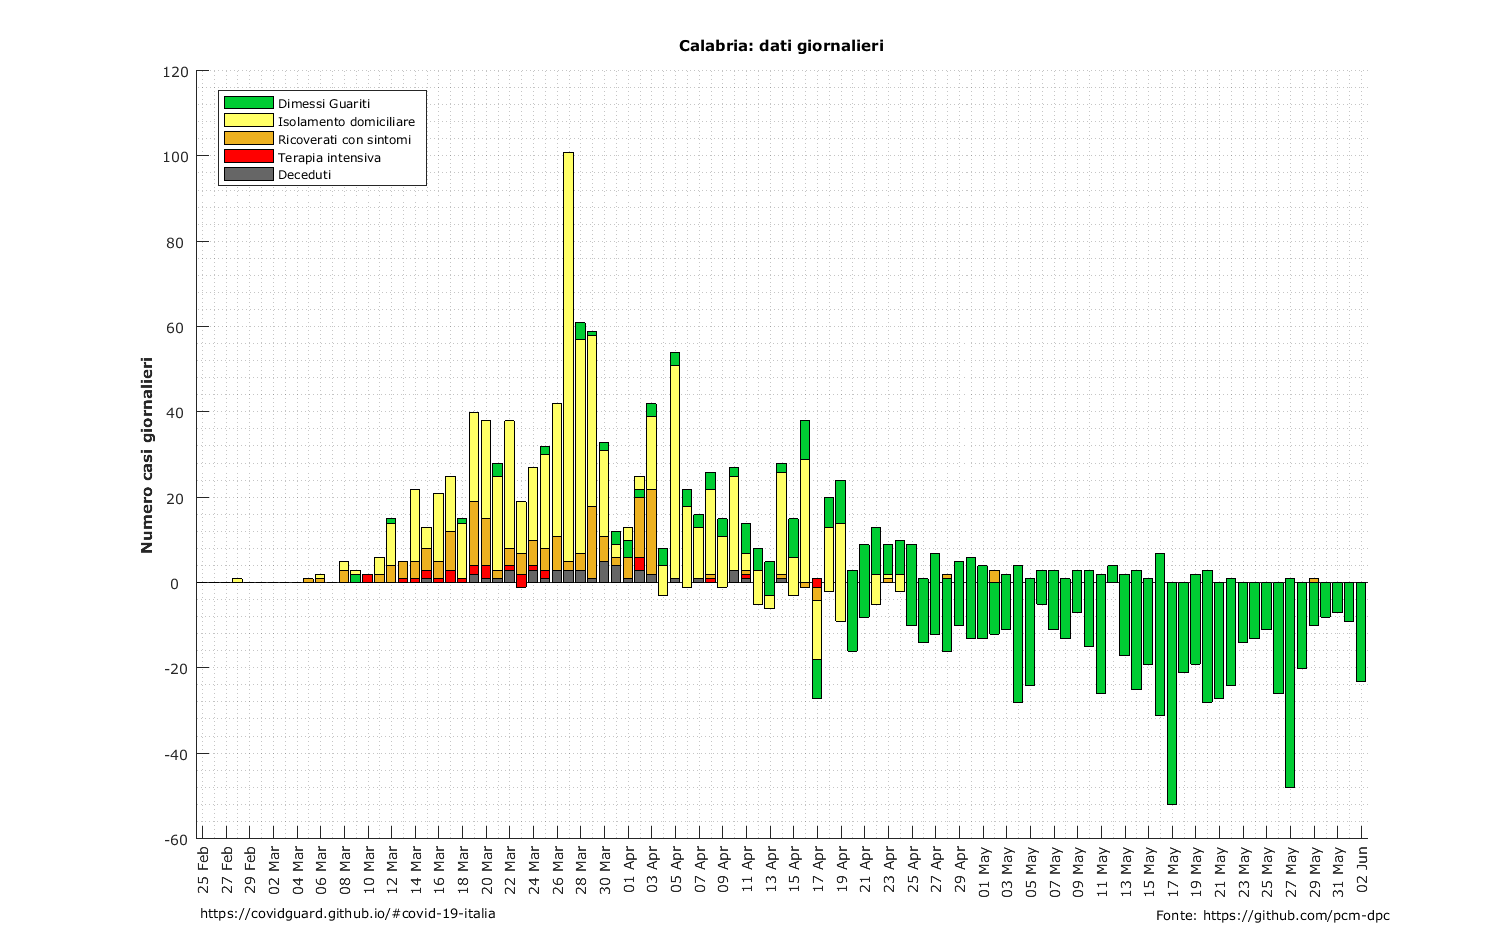 Calabria: dati giornalieri
Dimessi Guariti
Isolamento domiciliare
Ricoverati con sintomi
Terapia intensiva
Deceduti
Numero casi giornalieri
120
100
80
60
40
20
0
-20
-40
-60
25 Feb
27 Feb
29 Feb
02 Mar
04 Mar
06 Mar
08 Mar
10 Mar
12 Mar
14 Mar
16 Mar
18 Mar
20 Mar
22 Mar
24 Mar
26 Mar
28 Mar
30 Mar
01 Apr
03 Apr
05 Apr
07 Apr
09 Apr
11 Apr
13 Apr
15 Apr
17 Apr
19 Apr
21 Apr
23 Apr
25 Apr
27 Apr
29 Apr
01 May
03 May
05 May
07 May
09 May
11 May
13 May
15 May
17 May
19 May
21 May
23 May
25 May
27 May
29 May
31 May
02 Jun
https://covidguard.github.io/#covid-19-italia
Fonte: https://github.com/pcm-dpc